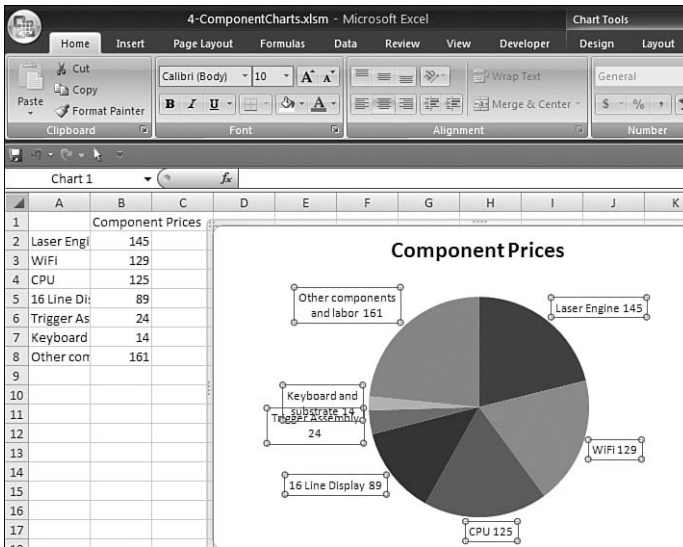 4-ComponentCharts.xlsm - Microsoft Excel
Chart Tools
Home Insert Page Layout Formulas Data Review View Developer Design Layout
Paste
Cut
Copy
Format Painter
Clipboard
Calibri (Body) 10 A A
B I U A
Font
Wrap Text
Merge & Center
Alignment
General
$ % ,
Number
Chart 1 fx
A B C D E F G H I J K
1 Component Prices
2 Laser Engi 145
3 WiFi 129
4 CPU 125
5 16 Line Di 89
6 Trigger As 24
7 Keyboard 14
8 Other com 161
9
10
11
12
13
14
15
16
17
Component Prices
Other components
and labor 161
Laser Engine 145
Keyboard and
substrate 14
Trigger Assembly
24
WiFi 129
16 Line Display 89
CPU 125